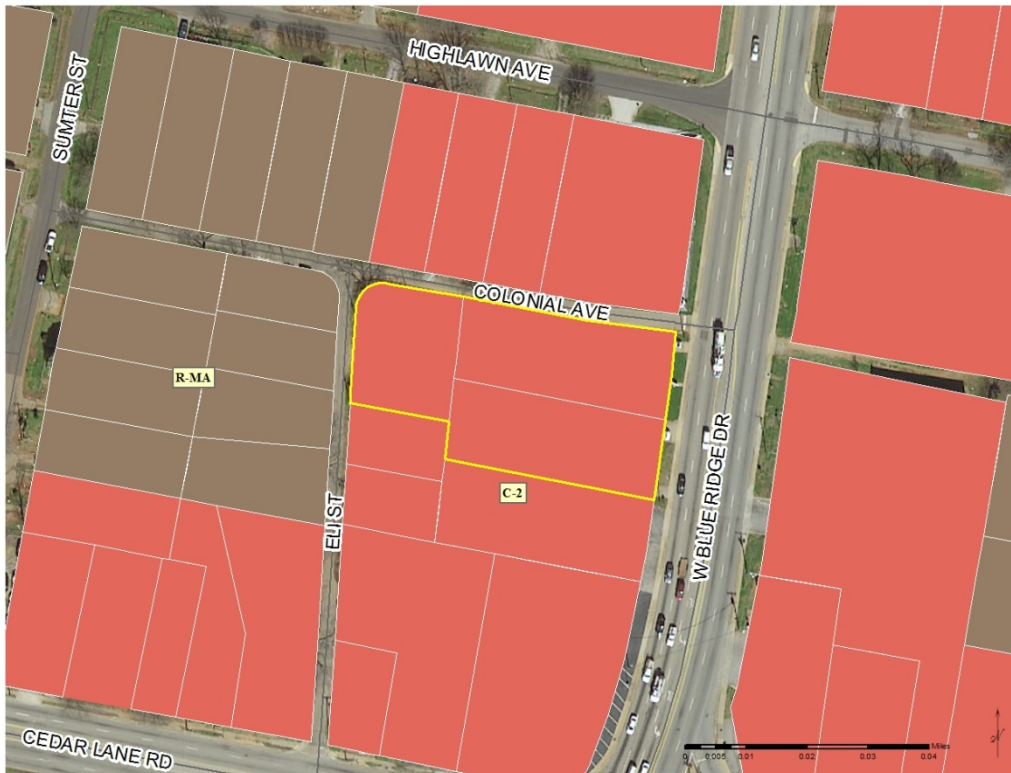 HIGHLAWN AVE
SUMTER ST
COLONIAL AVE
R-MA
W BLUE RIDGE DR
C-2
ELI ST
CEDAR LANE RD
Miles
0 0.005 0.01 0.02 0.03 0.04